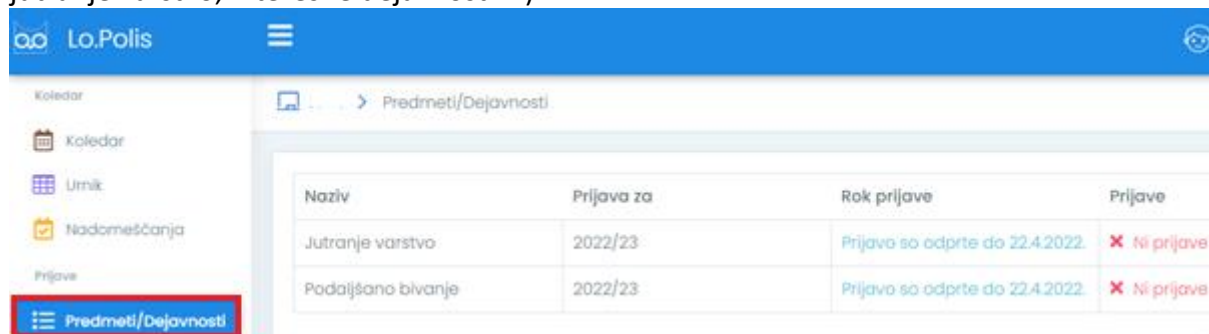 Lo.Polis
Koledar
Predmeti/Dejavnosti
Koledar
Urnik
Nadomeščanja
Prijave
Predmeti/Dejavnosti
Naziv Prijava za Rok prijave Prijave
Jutranje varstvo 2022/23 Prijavo so odprte do 22.4.2022. Ni prijave
Podaljšano bivanje 2022/23 Prijavo so odprte do 22.4.2022. Ni prijave